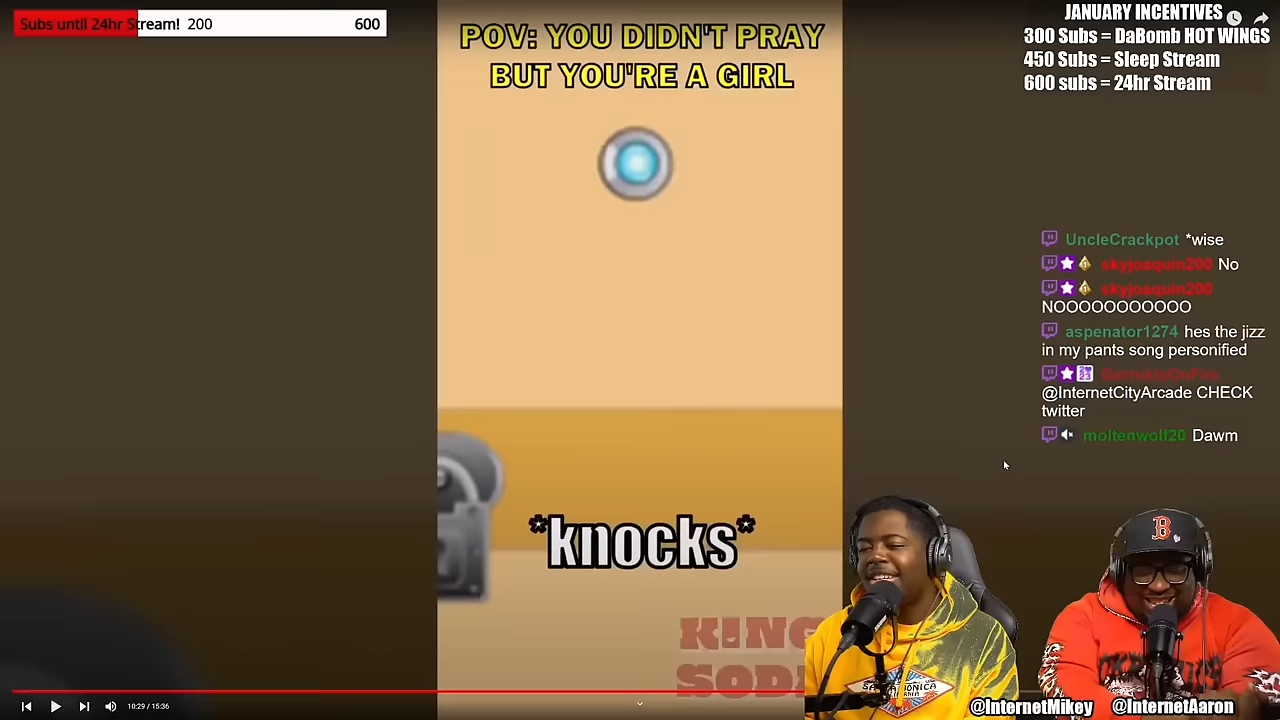 Subs until 24hr Stream! 200 600
POV: YOU DIDN'T PRAY
BUT YOU'RE A GIRL
JANUARY INCENTIVES
300 Subs = DaBomb HOT WINGS
450 Subs = Sleep Stream
600 subs = 24hr Stream
UncleCrackpot *wise
skyjoaquin200 No
skyjoaquin200
NOOOOOOOOOOO
aspenator1274 hes the jizz
in my pants song personified
@InternetCityArcade CHECK
twitter
moltenwolf20 Dawm
*knocks*
KING
SOD
B
@InternetMikey @InternetAaron
10:29 / 15:36